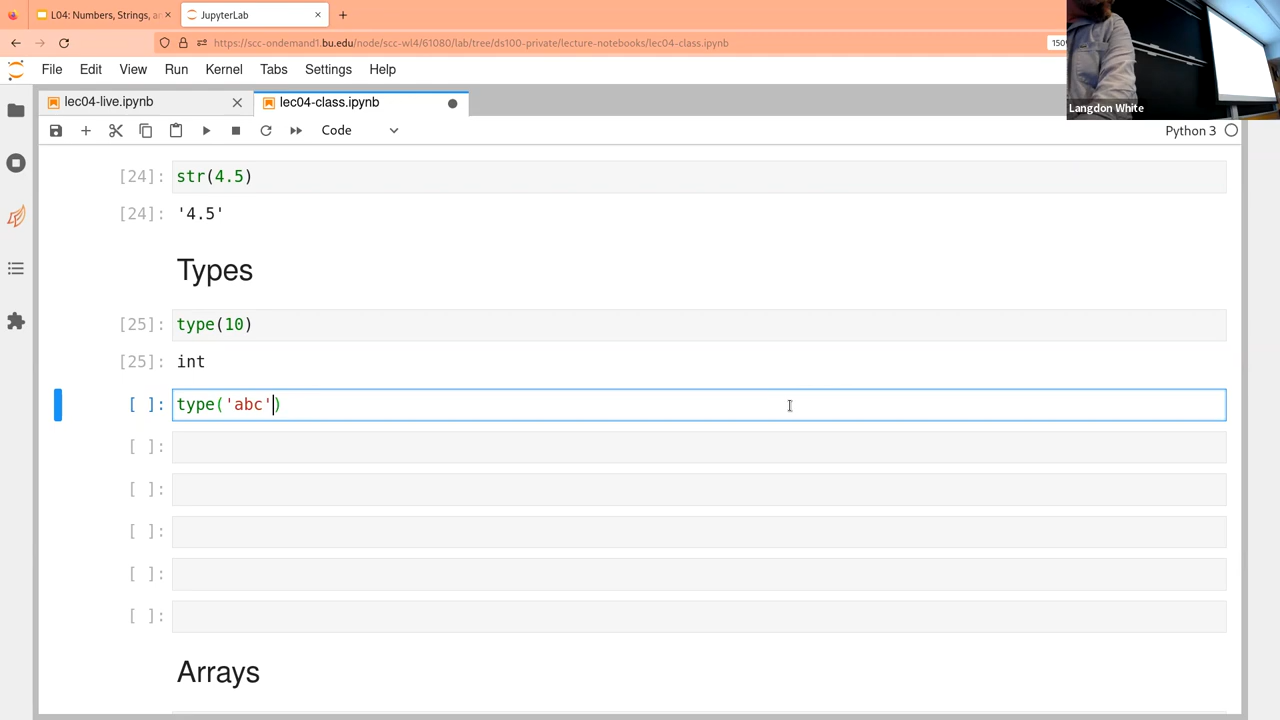 L04: Numbers, Strings, a
JupyterLab
https://scc-ondemand1.bu.edu/node/scc-wl4/61080/lab/tree/ds100-private/lecture-notebooks/lec04-class.ipynb
150
Langdon White
File Edit View Run Kernel Tabs Settings Help
lec04-live.ipynb
lec04-class.ipynb
Code
Python 3
[24]: str(4.5)
[24]: '4.5'
Types
[25]: type(10)
[25]: int
[ ]: type('abc')
[ ]:
[ ]:
[ ]:
[ ]:
[ ]:
Arrays